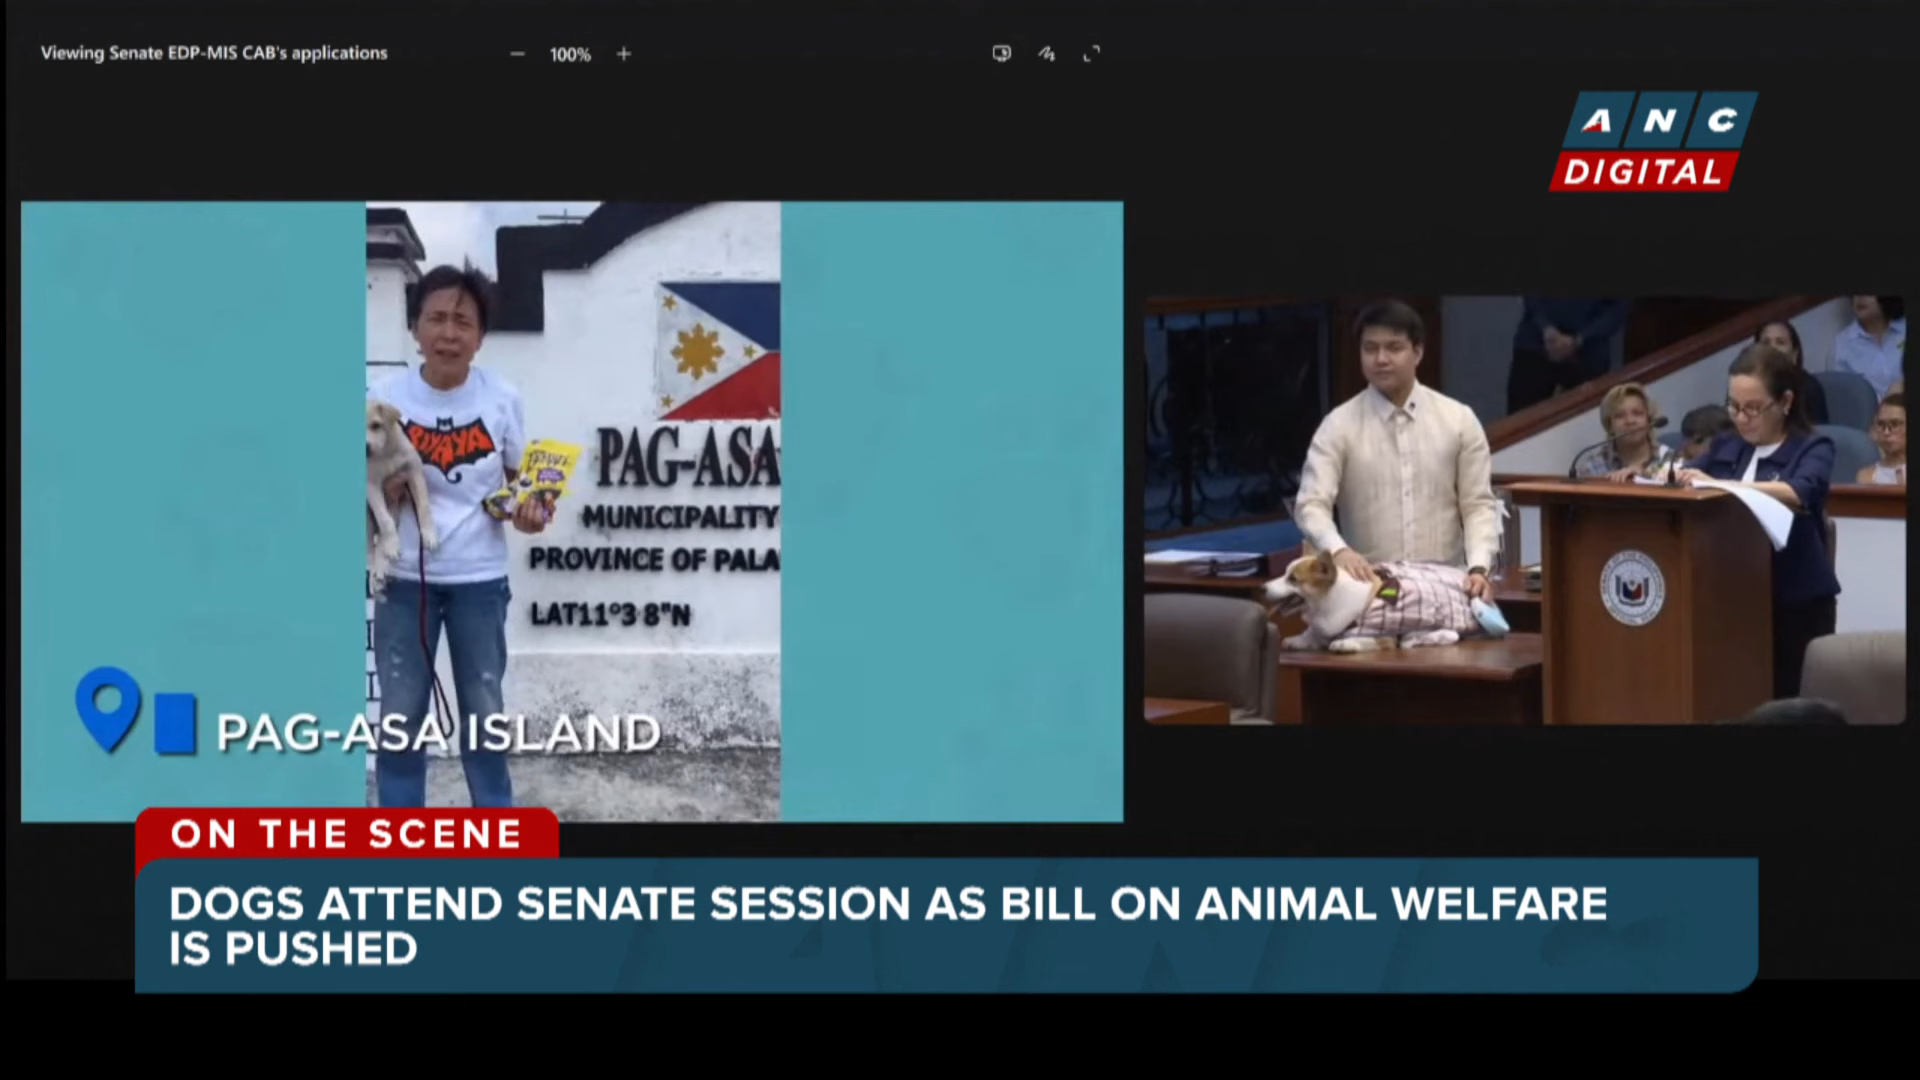 Viewing Senate EDP-MIS CAB's applications
100%
ANC
DIGITAL
PAG-ASA
MUNICIPALITY
PROVINCE OF PALA
LAT11°3 8"N
PAG-ASA ISLAND
ON THE SCENE
DOGS ATTEND SENATE SESSION AS BILL ON ANIMAL WELFARE
IS PUSHED